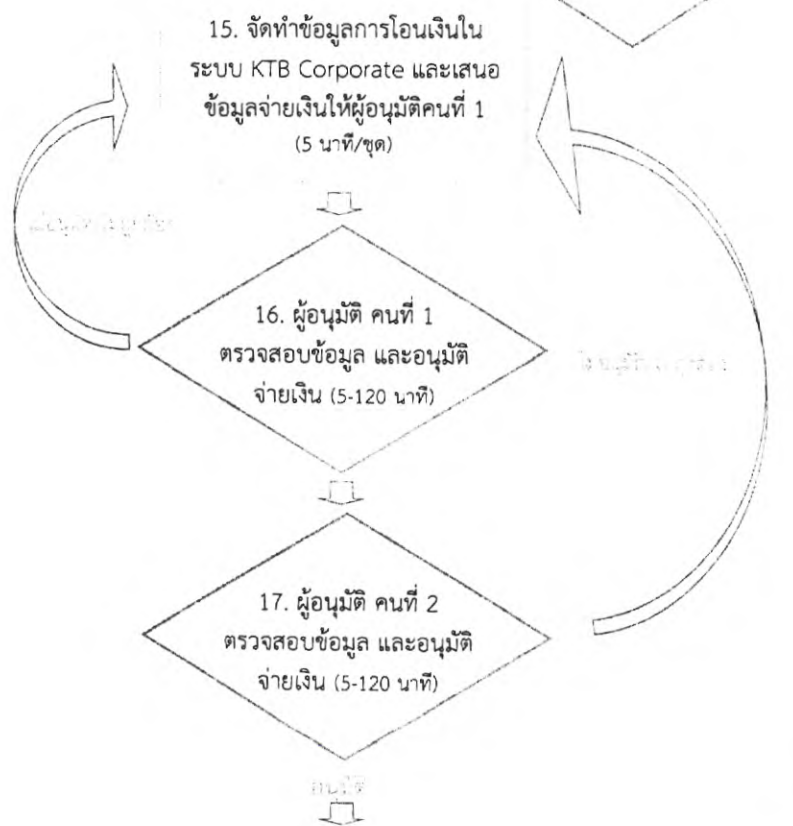 15. จัดทำข้อมูลการโอนเงินใน
ระบบ KTB Corporate และเสนอ
ข้อมูลจ่ายเงินให้ผู้อนุมัติคนที่ 1
(5 นาที/ชุด)
16. ผู้อนุมัติ คนที่ 1
ตรวจสอบข้อมูล และอนุมัติ
จ่ายเงิน (5-120 นาที)
17. ผู้อนุมัติ คนที่ 2
ตรวจสอบข้อมูล และอนุมัติ
จ่ายเงิน (5-120 นาที)
อนุมัติ